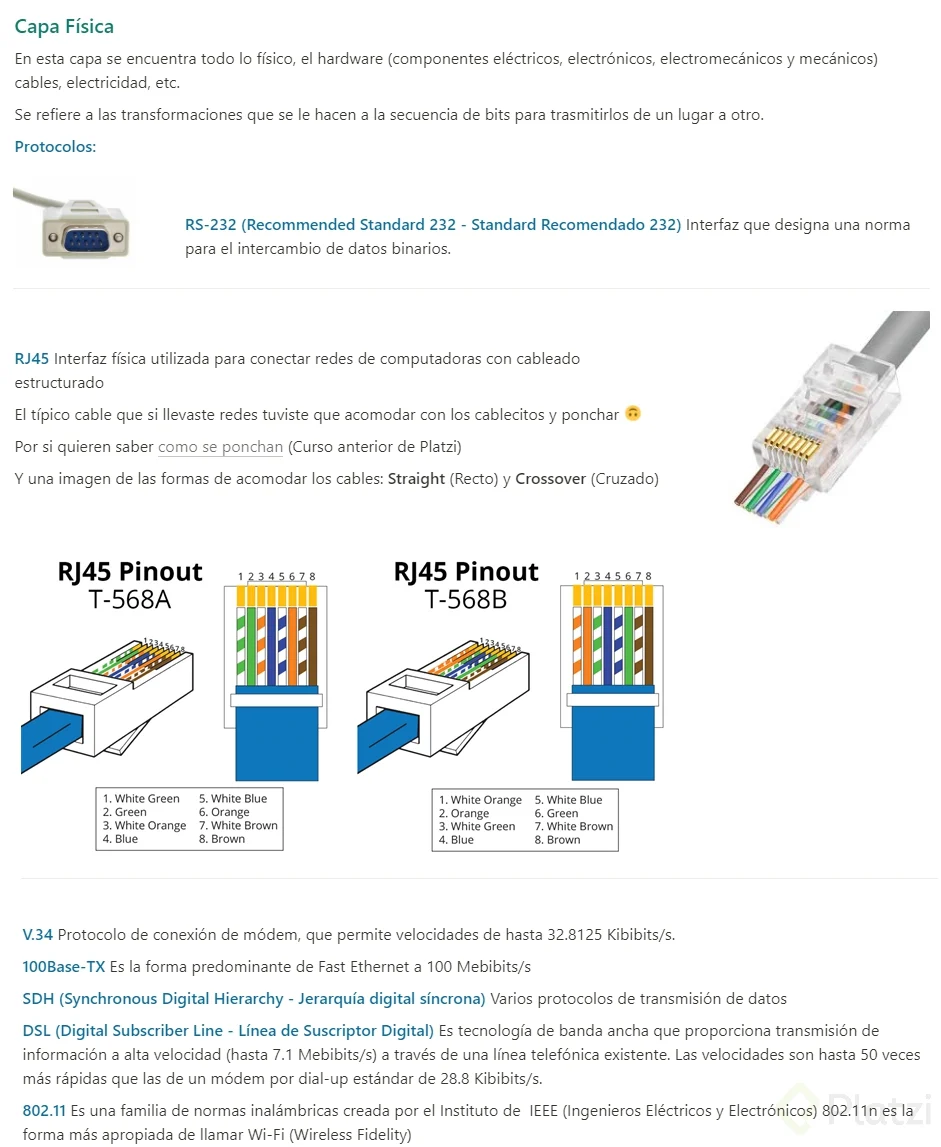 Capa Física
En esta capa se encuentra todo lo físico, el hardware (componentes eléctricos, electrónicos, electromecánicos y mecánicos)
cables, electricidad, etc.
Se refiere a las transformaciones que se le hacen a la secuencia de bits para trasmitirlos de un lugar a otro.
Protocolos:
RS-232 (Recommended Standard 232 - Standard Recomendado 232) Interfaz que designa una norma
para el intercambio de datos binarios.
RJ45 Interfaz física utilizada para conectar redes de computadoras con cableado
estructurado
El típico cable que si llevaste redes tuviste que acomodar con los cablecitos y ponchar 🙃
Por si quieren saber como se ponchan (Curso anterior de Platzi)
Y una imagen de las formas de acomodar los cables: Straight (Recto) y Crossover (Cruzado)
RJ45 Pinout
T-568A
1 2 3 4 5 6 7 8
1 2 3 4 5 6 7 8
1. White Green 5. White Blue
2. Green 6. Orange
3. White Orange 7. White Brown
4. Blue 8. Brown
RJ45 Pinout
T-568B
1 2 3 4 5 6 7 8
1 2 3 4 5 6 7 8
1. White Orange 5. White Blue
2. Orange 6. Green
3. White Green 7. White Brown
4. Blue 8. Brown
V.34 Protocolo de conexión de módem, que permite velocidades de hasta 32.8125 Kibibits/s.
100Base-TX Es la forma predominante de Fast Ethernet a 100 Mebibits/s
SDH (Synchronous Digital Hierarchy - Jerarquía digital síncrona) Varios protocolos de transmisión de datos
DSL (Digital Subscriber Line - Línea de Suscriptor Digital) Es tecnología de banda ancha que proporciona transmisión de
información a alta velocidad (hasta 7.1 Mebibits/s) a través de una línea telefónica existente. Las velocidades son hasta 50 veces
más rápidas que las de un módem por dial-up estándar de 28.8 Kibibits/s.
802.11 Es una familia de normas inalámbricas creada por el Instituto de IEEE (Ingenieros Eléctricos y Electrónicos) 802.11n es la
forma más apropiada de llamar Wi-Fi (Wireless Fidelity)
Platzi